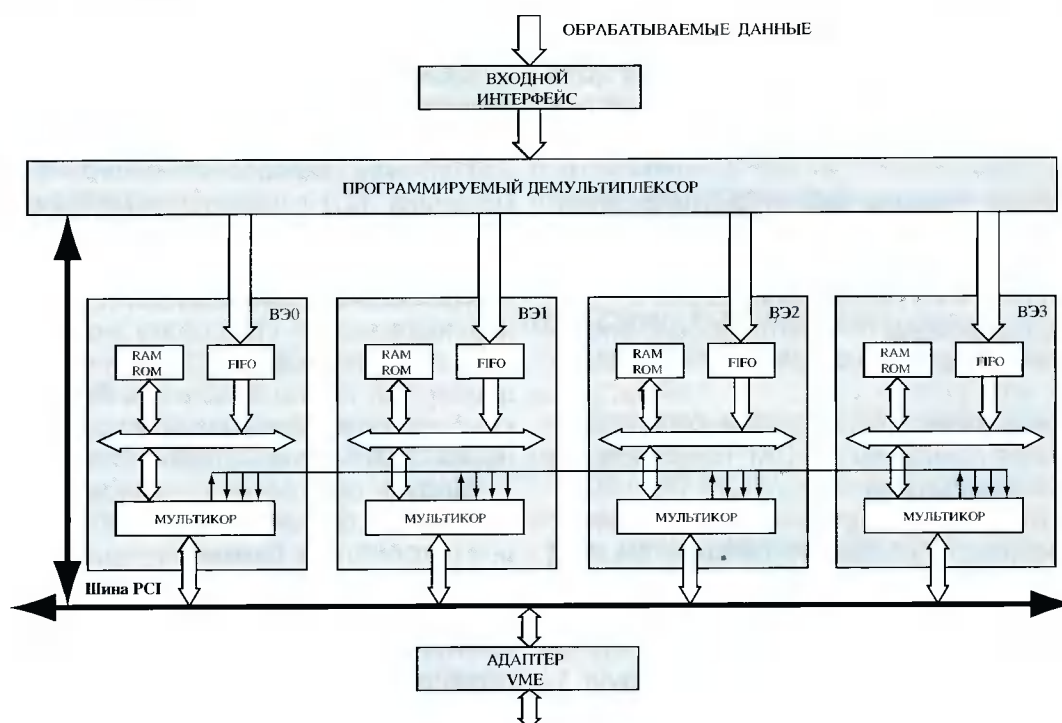 ОБРАБАТЫВАЕМЫЕ ДАННЫЕ
ВХОДНОЙ
ИНТЕРФЕЙС
ПРОГРАММИРУЕМЫЙ ДЕМУЛЬТИПЛЕКСОР
ВЭ0
RAM
ROM
FIFO
МУЛЬТИКОР
ВЭ1
RAM
ROM
FIFO
МУЛЬТИКОР
ВЭ2
RAM
ROM
FIFO
МУЛЬТИКОР
ВЭ3
RAM
ROM
FIFO
МУЛЬТИКОР
Шина PCI
АДАПТЕР
VME